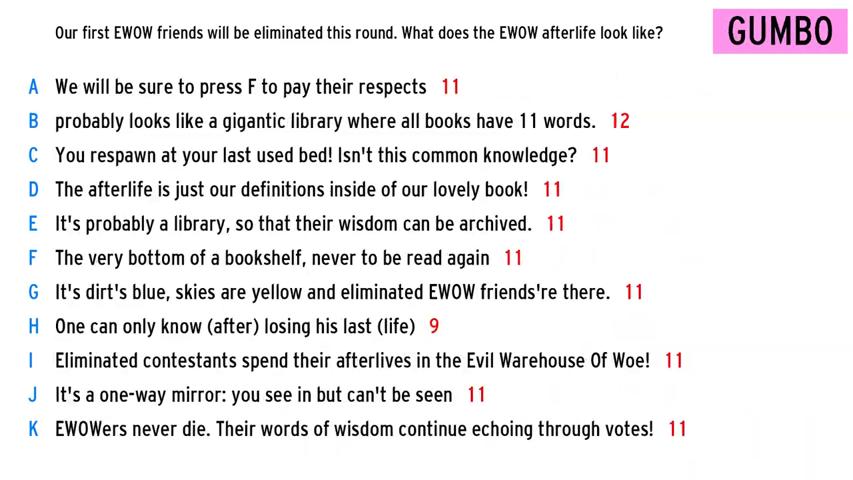 Our first EWOW friends will be eliminated this round. What does the EWOW afterlife look like?
GUMBO
A We will be sure to press F to pay their respects 11
B probably looks like a gigantic library where all books have 11 words. 12
C You respawn at your last used bed! Isn't this common knowledge? 11
D The afterlife is just our definitions inside of our lovely book! 11
E It's probably a library, so that their wisdom can be archived. 11
F The very bottom of a bookshelf, never to be read again 11
G It's dirt's blue, skies are yellow and eliminated EWOW friends're there. 11
H One can only know (after) losing his last (life) 9
I Eliminated contestants spend their afterlives in the Evil Warehouse Of Woe! 11
J It's a one-way mirror: you see in but can't be seen 11
K EWOWers never die. Their words of wisdom continue echoing through votes! 11